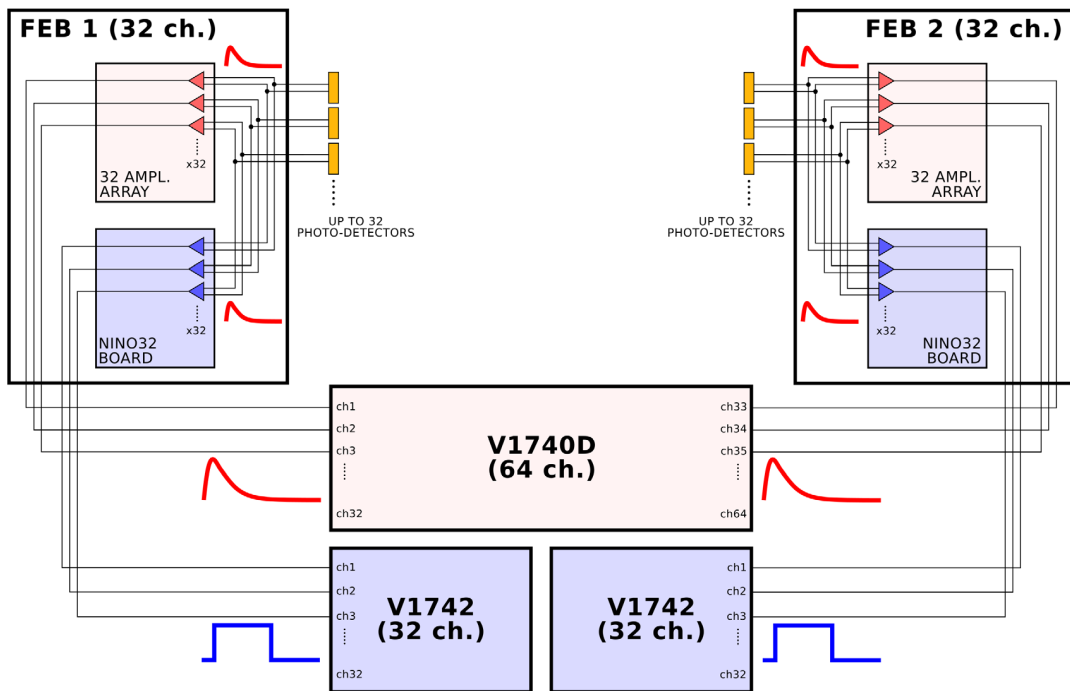 FEB 1 (32 ch.)
x32
32 AMPL.
ARRAY
UP TO 32
PHOTO-DETECTORS
x32
NINO32
BOARD
FEB 2 (32 ch.)
x32
32 AMPL.
ARRAY
UP TO 32
PHOTO-DETECTORS
x32
NINO32
BOARD
ch1
ch2
ch3
ch32
V1740D
(64 ch.)
ch33
ch34
ch35
ch64
ch1
ch2
ch3
ch32
V1742
(32 ch.)
V1742
(32 ch.)
ch1
ch2
ch3
ch32